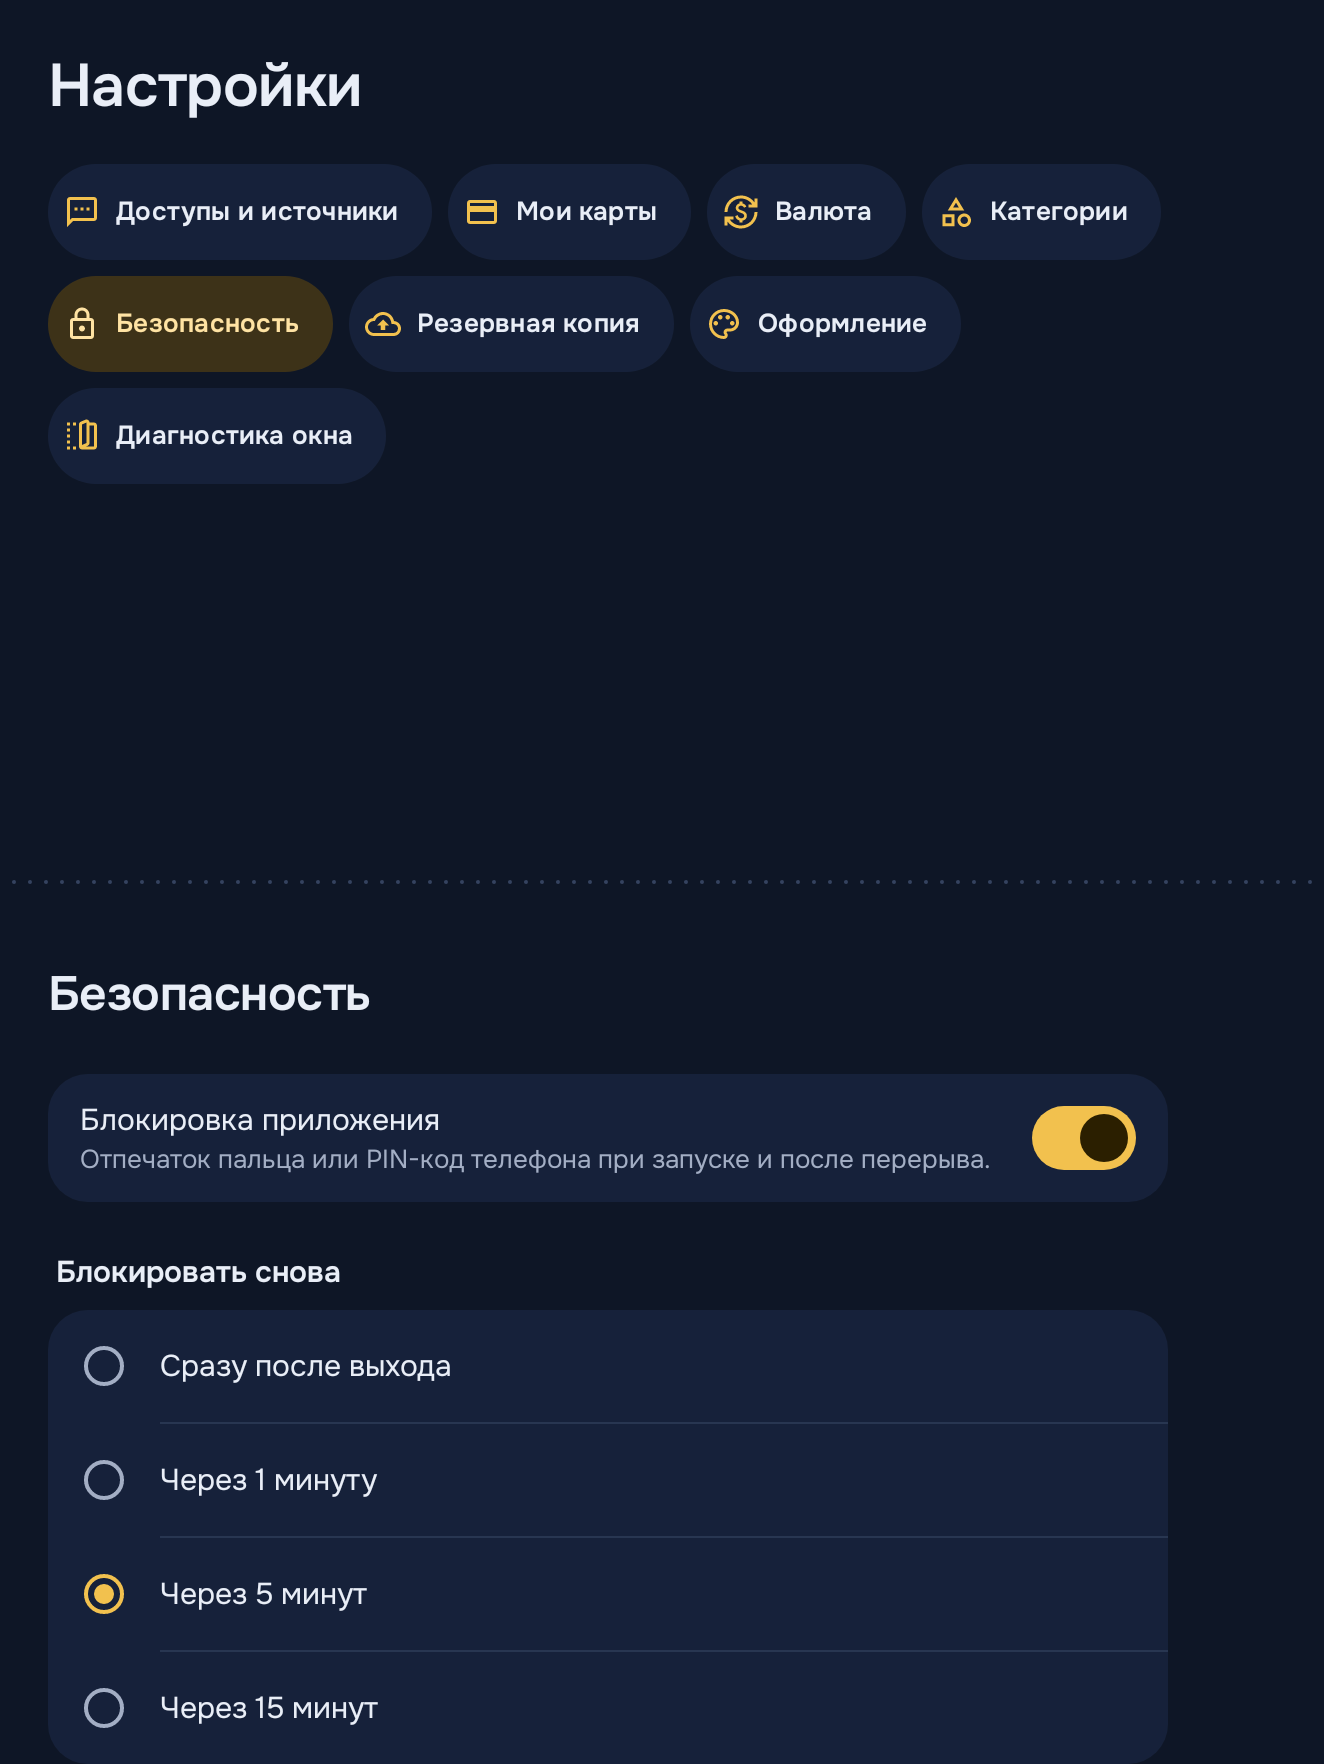 Настройки
Доступы и источники
Мои карты
Валюта
Категории
Безопасность
Резервная копия
Оформление
Диагностика окна
Безопасность
Блокировка приложения
Отпечаток пальца или PIN-код телефона при запуске и после перерыва.
Блокировать снова
Сразу после выхода
Через 1 минуту
Через 5 минут
Через 15 минут